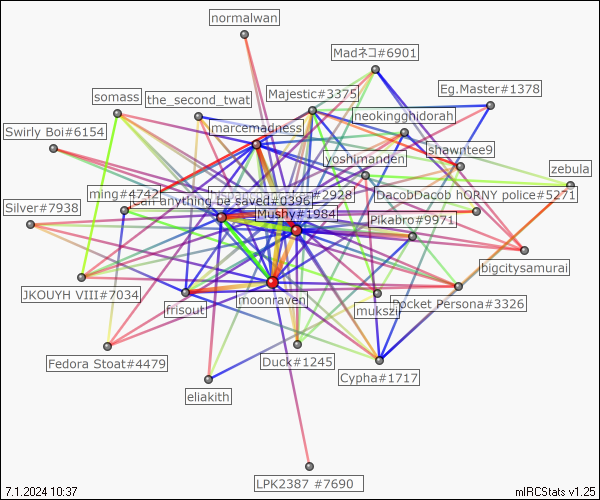 normalwan
Madネコ#6901
Eg.Master#1378
somass
the_second_twat
Majestic#3375
neokingghidorah
marcemadness
Swirly Boi#6154
shawntee9
yoshimanden
zebula
ming#4742
#2928
DacobDacob hORNY police#5271
an anything be saved#0396
Silver#7938
Mushy#1984
Pikabro#9971
bigcitysamurai
JKOUYH VIII#7034
frisout
moonraven
mukszi
Pocket Persona#3326
Fedora Stoat#4479
Duck#1245
Cypha#1717
eliakith
LPK2387 #7690
7.1.2024 10:37
mIRCStats v1.25